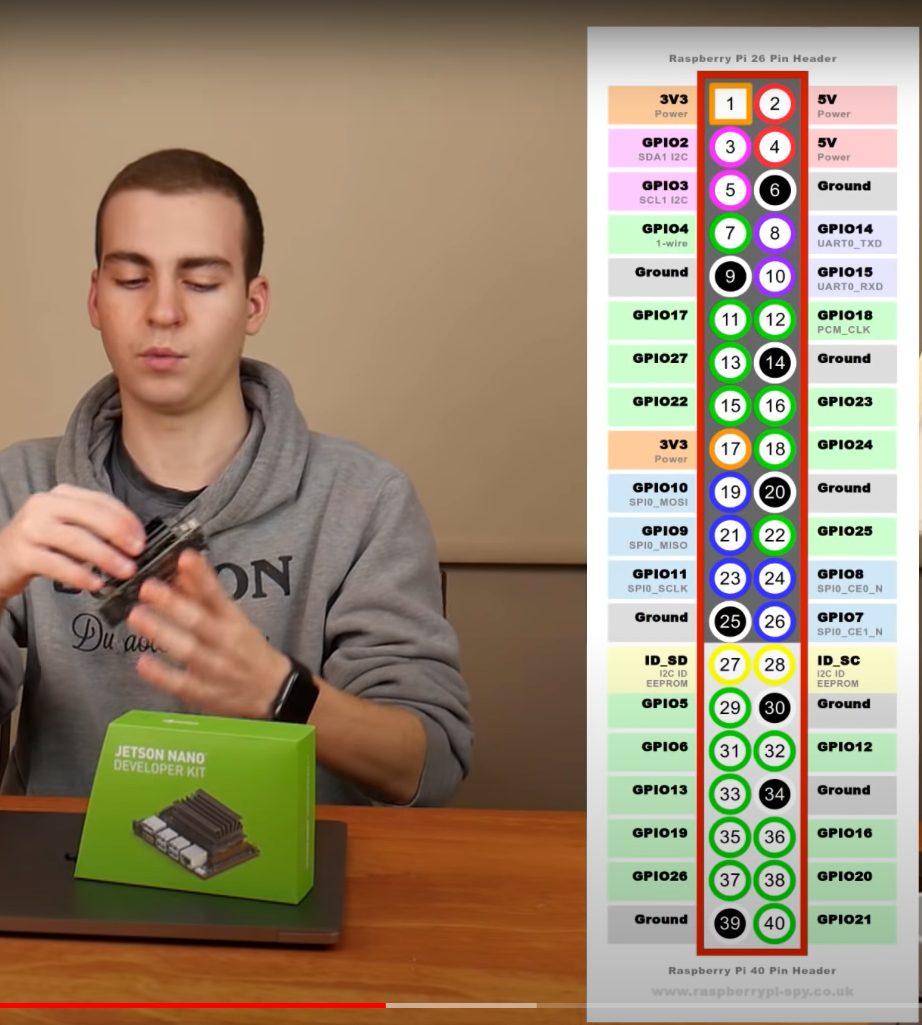 Raspberry Pi 26 Pin Header
3V3
Power
1
2
5V
Power
GPIO2
SDA1 I2C
3
4
5V
Power
GPIO3
SCL1 I2C
5
6
Ground
GPIO4
1-wire
7
8
GPIO14
UART0_TXD
Ground
9
10
GPIO15
UART0_RXD
GPIO17
11
12
GPIO18
PCM_CLK
GPIO27
13
14
Ground
GPIO22
15
16
GPIO23
3V3
Power
17
18
GPIO24
GPIO10
SPI0_MOSI
19
20
Ground
GPIO9
SPI0_MISO
21
22
GPIO25
GPIO11
SPI0_SCLK
23
24
GPIO8
SPI0_CE0_N
Ground
25
26
GPIO7
SPI0_CE1_N
ID_SD
I2C ID
EEPROM
27
28
ID_SC
I2C ID
EEPROM
GPIO5
29
30
Ground
GPIO6
31
32
GPIO12
GPIO13
33
34
Ground
GPIO19
35
36
GPIO16
GPIO26
37
38
GPIO20
Ground
39
40
GPIO21
Raspberry Pi 40 Pin Header
www.raspberrypi-spy.co.uk
Du
JETSON NANO
DEVELOPER KIT